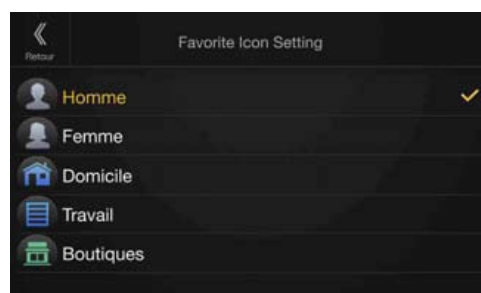 Favorite Icon Setting
Retour
Homme
Femme
Domicile
Travail
Boutiques